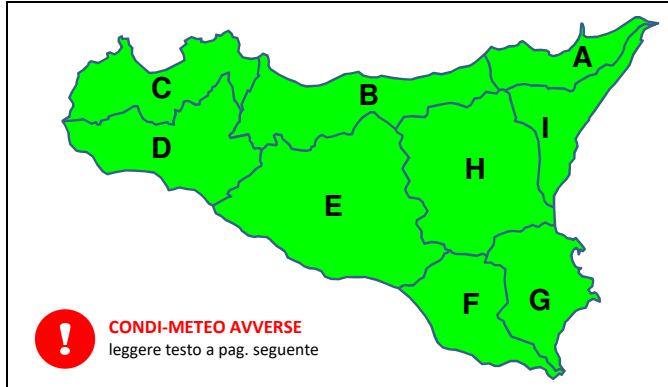 A
C
B
I
D
H
E
F
G
!
CONDI-METEO AVVERSE
leggere testo a pag. seguente